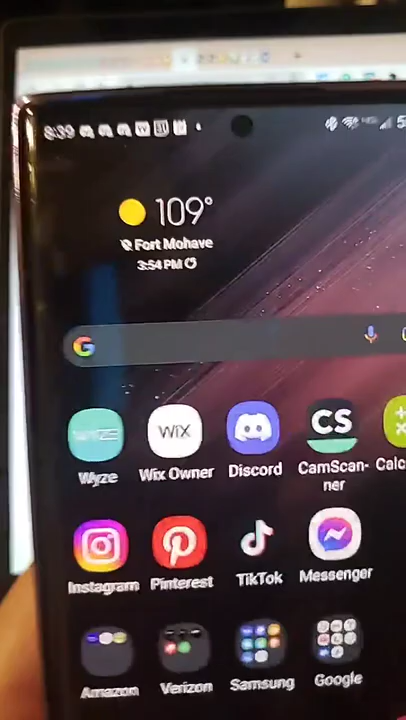 8:39
109°
Fort Mohave
3:54 PM
WYZE
WiX
CS
Wyze
Wix Owner
Discord
CamScan-
ner
Calc
Instagram
Pinterest
TikTok
Messenger
Amazon
Verizon
Samsung
Google